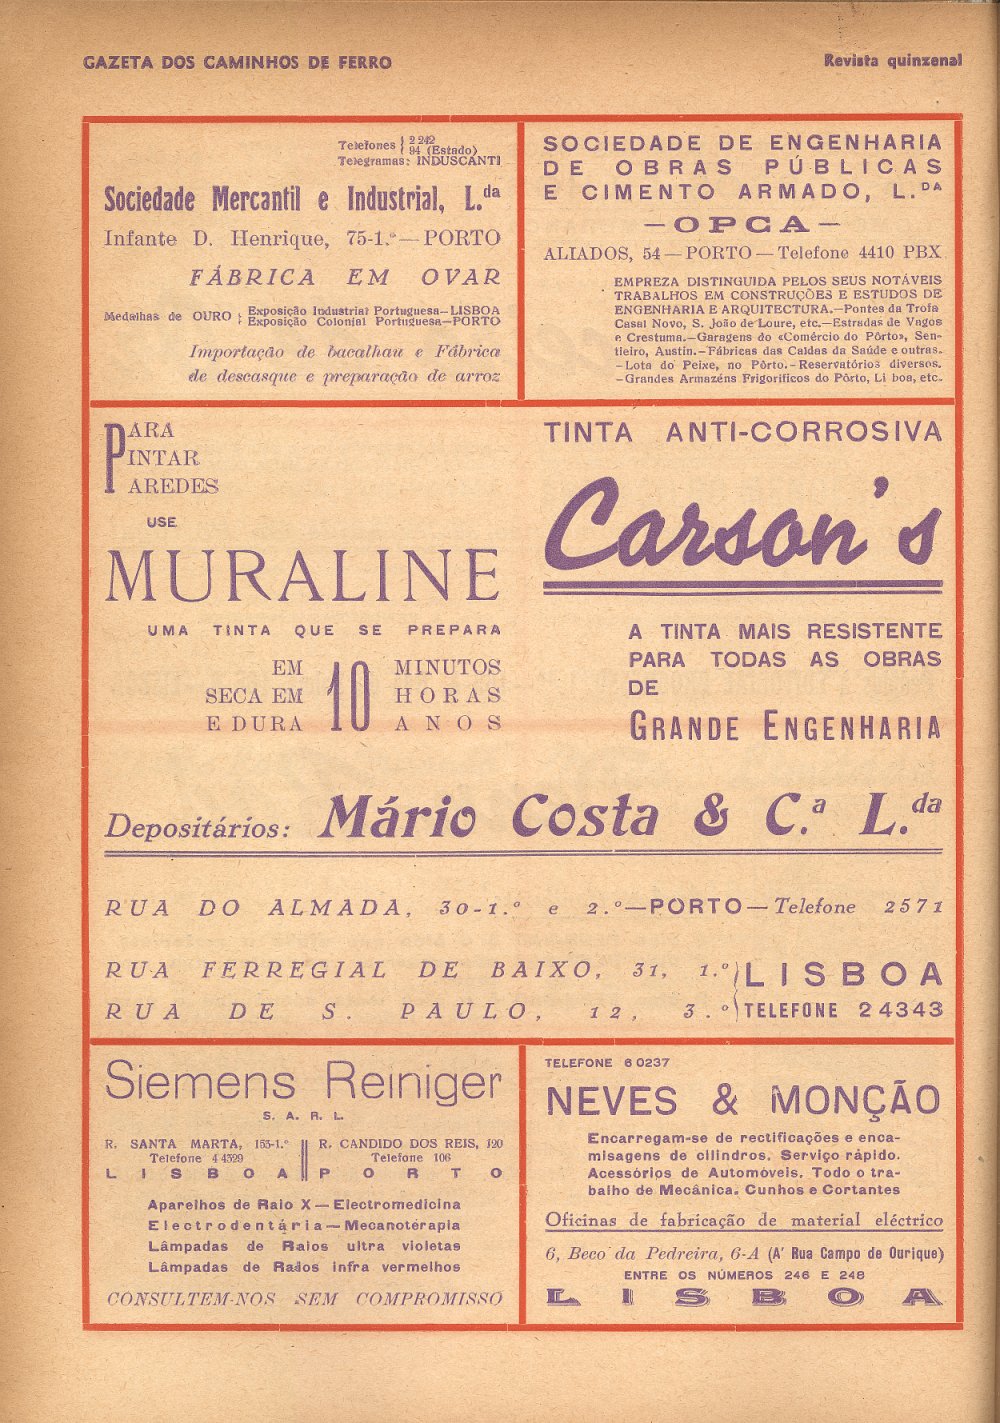 GAZETA DOS CAMINHOS DE FERRO
Revista quinzenal
Telefones { 2 242
94 (Estado)
Telegramas: INDUSCANTI
Sociedade Mercantil e Industrial, L.da
Infante D. Henrique, 75-1.º — PORTO
FÁBRICA EM OVAR
Medalhas de OURO { Exposição Industrial Portuguesa—LISBOA
Exposição Colonial Portuguesa—PORTO
Importação de bacalhau e Fábrica
de descasque e preparação de arroz
SOCIEDADE DE ENGENHARIA
DE OBRAS PÚBLICAS
E CIMENTO ARMADO, L.DA
—OPCA—
ALIADOS, 54—PORTO—Telefone 4410 PBX
EMPREZA DISTINGUIDA PELOS SEUS NOTÁVEIS
TRABALHOS EM CONSTRUÇÕES E ESTUDOS DE
ENGENHARIA E ARQUITECTURA.—Pontes da Trofa
Casal Novo, S. João de Loure, etc.—Estradas de Vagos
e Crestuma.—Garagens do «Comércio do Pôrto», Sen-
tieiro, Austin.—Fábricas das Caldas da Saúde e outras.
—Lota do Peixe, no Pôrto.—Reservatórios diversos.
—Grandes Armazéns Frigoríficos do Pôrto, Li boa, etc.
PARA
PINTAR
PAREDES
USE
MURALINE
UMA TINTA QUE SE PREPARA
EM 10 MINUTOS
SECA EM HORAS
E DURA ANOS
TINTA ANTI-CORROSIVA
Carson's
A TINTA MAIS RESISTENTE
PARA TODAS AS OBRAS
DE
GRANDE ENGENHARIA
Depositários: Mário Costa & C.ª L.da
RUA DO ALMADA, 30-1.º e 2.º—PORTO—Telefone 2571
RUA FERREGIAL DE BAIXO, 31, 1.º } LISBOA
RUA DE S. PAULO, 12, 3.º } TELEFONE 24343
Siemens Reiniger
S. A. R. L.
R. SANTA MARTA, 155-1.º
Telefone 4 4329
LISBOA
R. CANDIDO DOS REIS, 120
Telefone 106
PORTO
Aparelhos de Raio X—Electromedicina
Electrodentária—Mecanoterapia
Lâmpadas de Raios ultra violetas
Lâmpadas de Raios infra vermelhos
CONSULTEM-NOS SEM COMPROMISSO
TELEFONE 6 0237
NEVES & MONÇÃO
Encarregam-se de rectificações e enca-
misagens de cilindros. Serviço rápido.
Acessórios de Automóveis. Todo o tra-
balho de Mecânica. Cunhos e Cortantes
Oficinas de fabricação de material eléctrico
6, Beco da Pedreira, 6-A (A' Rua Campo de Ourique)
ENTRE OS NÚMEROS 246 E 248
LISBOA